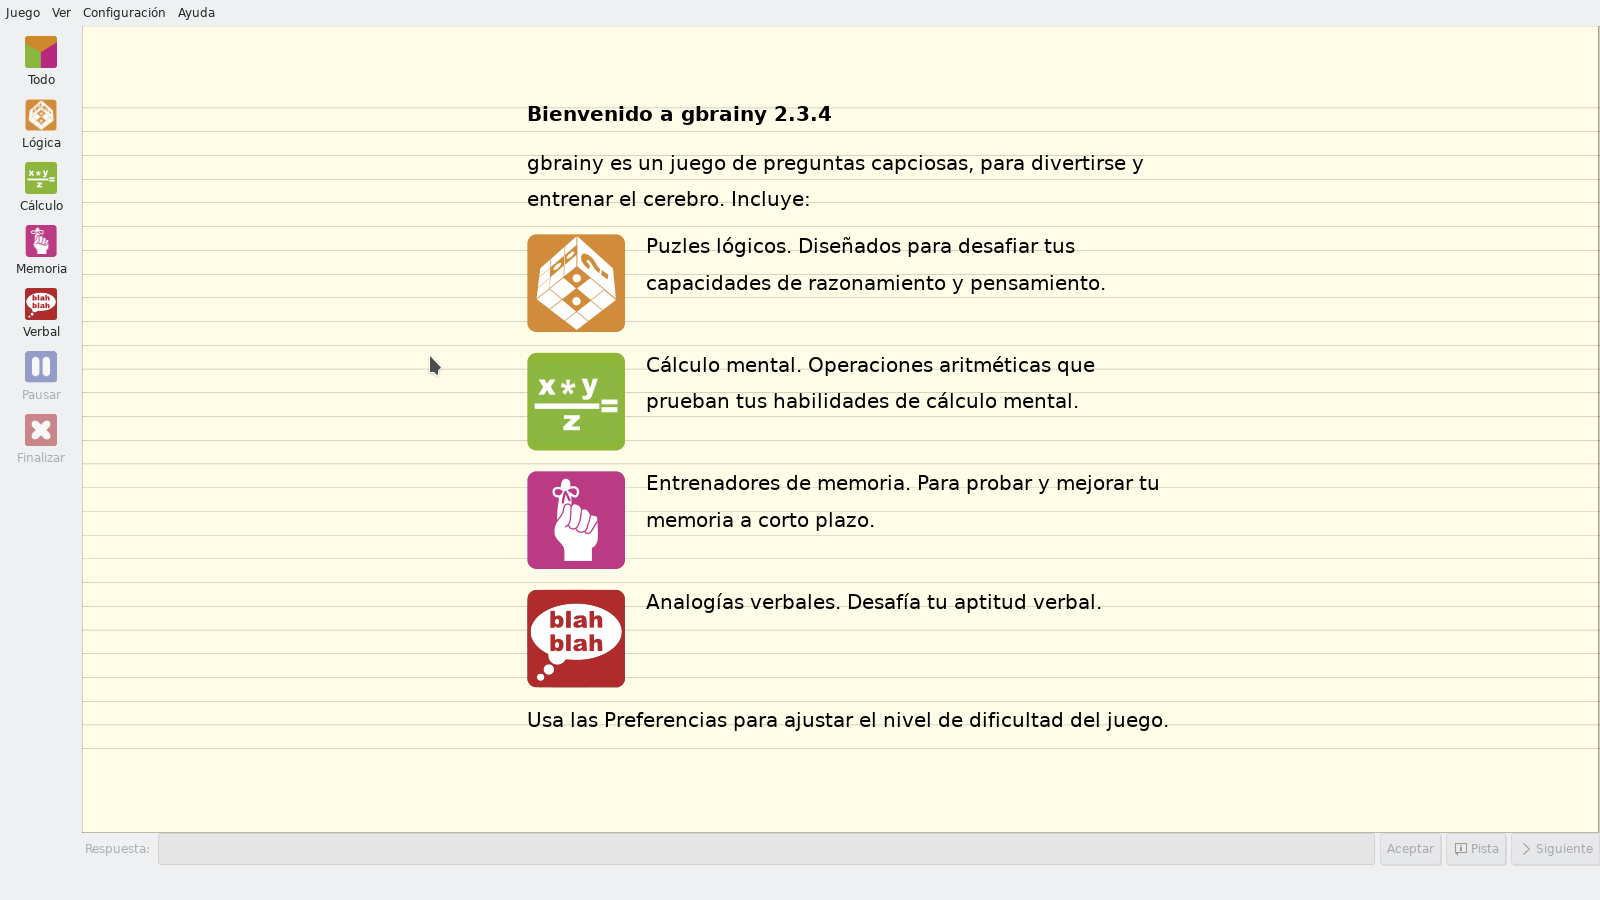 Juego Ver Configuración Ayuda
Todo
Lógica
x*y
z =
Cálculo
Memoria
blah
blah
Verbal
Pausar
Finalizar
Bienvenido a gbrainy 2.3.4
gbrainy es un juego de preguntas capciosas, para divertirse y
entrenar el cerebro. Incluye:
Puzles lógicos. Diseñados para desafiar tus
capacidades de razonamiento y pensamiento.
x*y
z =
Cálculo mental. Operaciones aritméticas que
prueban tus habilidades de cálculo mental.
Entrenadores de memoria. Para probar y mejorar tu
memoria a corto plazo.
blah
blah
Analogías verbales. Desafía tu aptitud verbal.
Usa las Preferencias para ajustar el nivel de dificultad del juego.
Respuesta: Aceptar Pista Siguiente